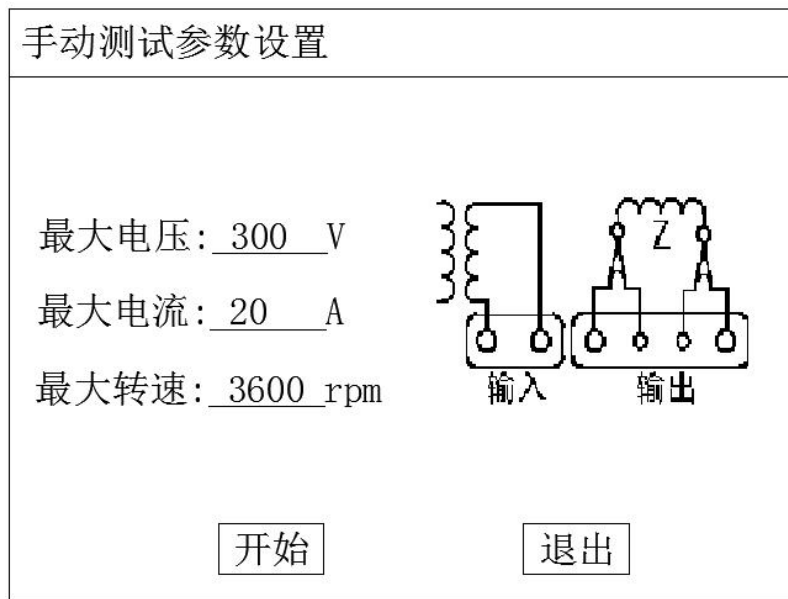 手动测试参数设置
最大电压: 300 V
Z
最大电流: 20 A
最大转速: 3600 rpm
输入 输出
开始 退出